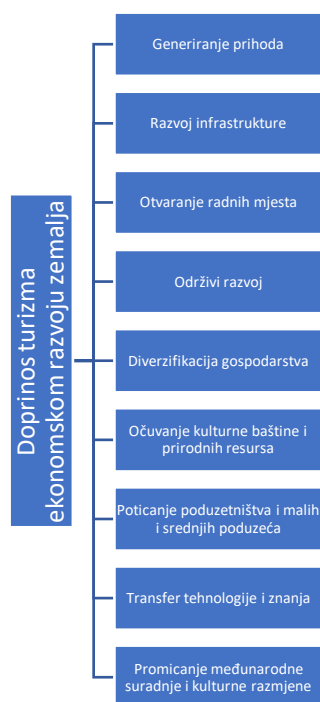 Doprinos turizma
ekonomskom razvoju zemalja
Generiranje prihoda
Razvoj infrastrukture
Otvaranje radnih mjesta
Održivi razvoj
Diverzifikacija gospodarstva
Očuvanje kulturne baštine i
prirodnih resursa
Poticanje poduzetništva i malih
i srednjih poduzeća
Transfer tehnologije i znanja
Promicanje međunarodne
suradnje i kulturne razmjene